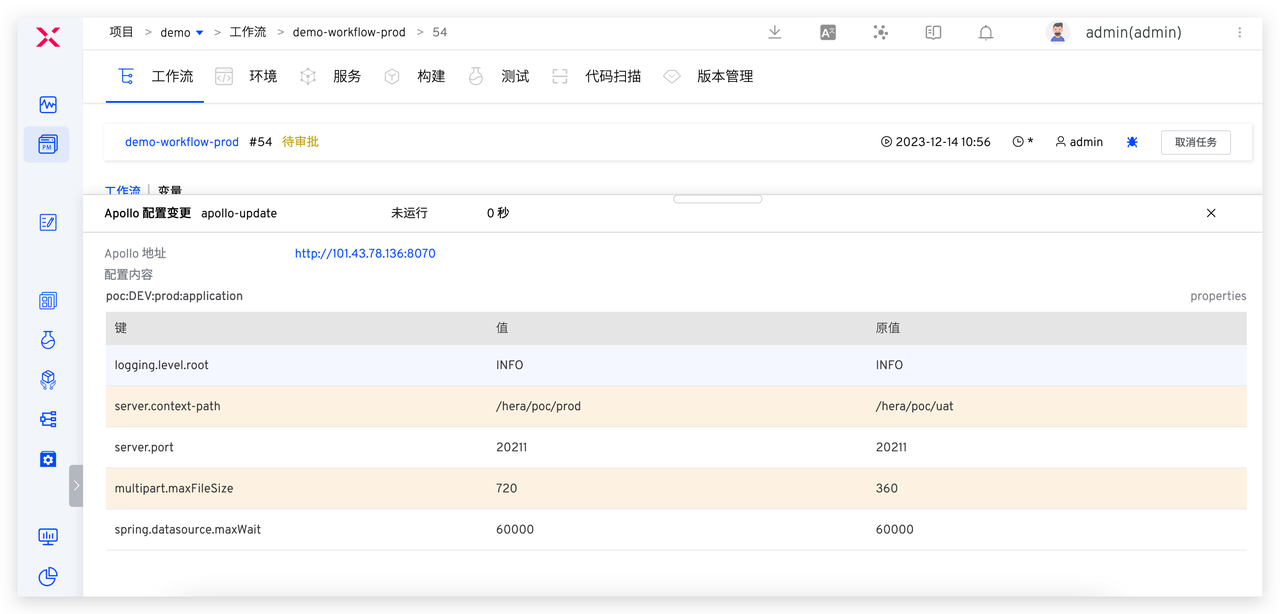 项目 > demo > 工作流 > demo-workflow-prod > 54
admin(admin)
工作流 环境 服务 构建 测试 代码扫描 版本管理
PM
demo-workflow-prod #54 待审批 2023-12-14 10:56 * admin 取消任务
工作流 变量
Apollo 配置变更 apollo-update 未运行 0 秒
Apollo 地址 http://101.43.78.136:8070
配置内容
poc:DEV:prod:application properties
键 值 原值
logging.level.root INFO INFO
server.context-path /hera/poc/prod /hera/poc/uat
server.port 20211 20211
multipart.maxFileSize 720 360
spring.datasource.maxWait 60000 60000